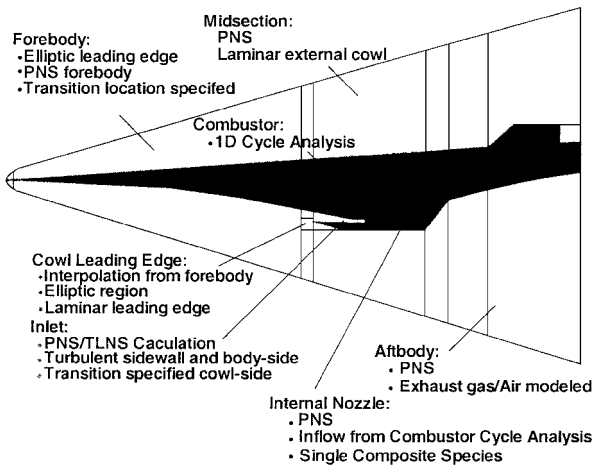 Midsection:
PNS
Laminar external cowl
Forebody:
•Elliptic leading edge
•PNS forebody
•Transition location specifed
Combustor:
•1D Cycle Analysis
Cowl Leading Edge:
•Interpolation from forebody
•Elliptic region
•Laminar leading edge
Inlet:
•PNS/TLNS Caculation
•Turbulent sidewall and body-side
•Transition specified cowl-side
Aftbody:
• PNS
• Exhaust gas/Air modeled
Internal Nozzle:
• PNS
• Inflow from Combustor Cycle Analysis
• Single Composite Species